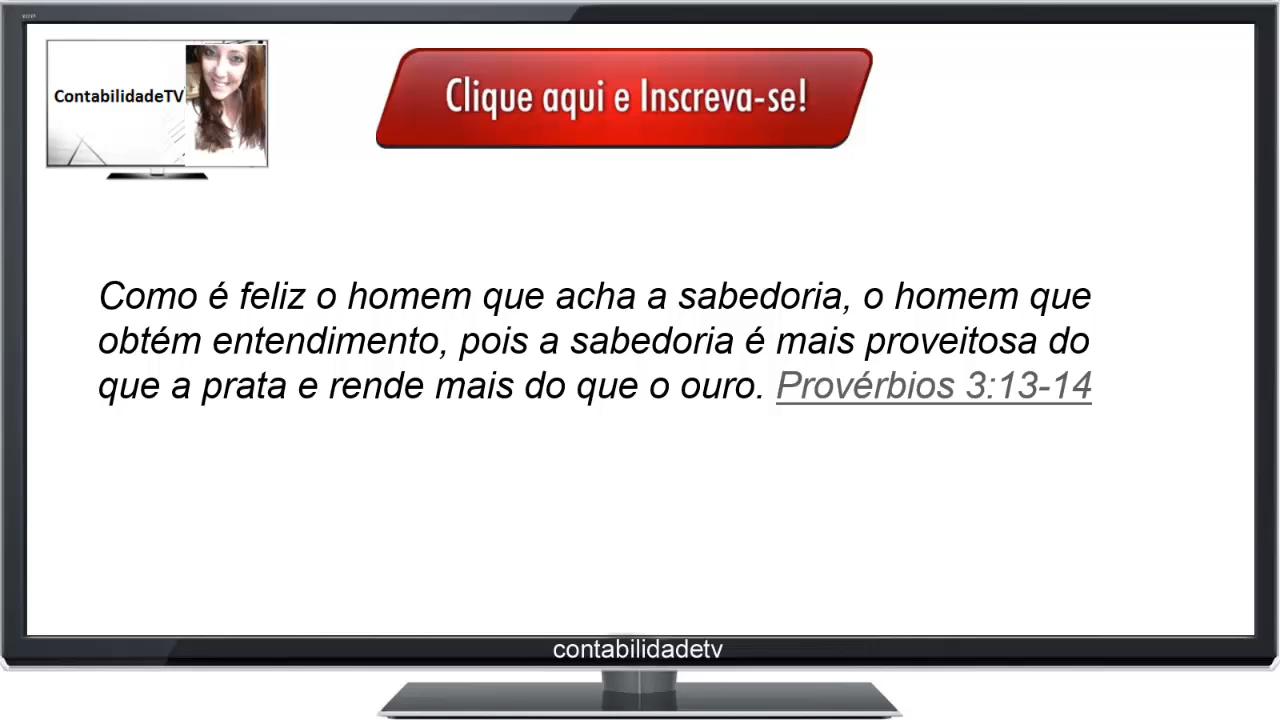 ContabilidadeTV
Clique aqui e Inscreva-se!
Como é feliz o homem que acha a sabedoria, o homem que
obtém entendimento, pois a sabedoria é mais proveitosa do
que a prata e rende mais do que o ouro. Provérbios 3:13-14
contabilidadetv